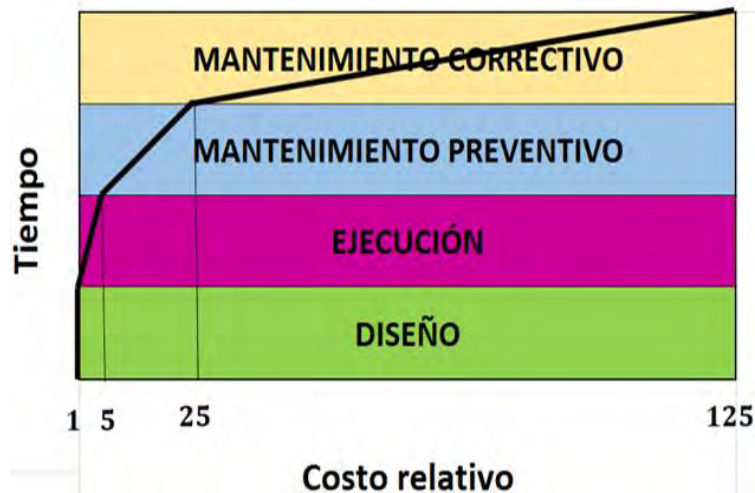 MANTENIMIENTO CORRECTIVO
MANTENIMIENTO PREVENTIVO
EJECUCIÓN
DISEÑO
Tiempo
1 5 25 125
Costo relativo